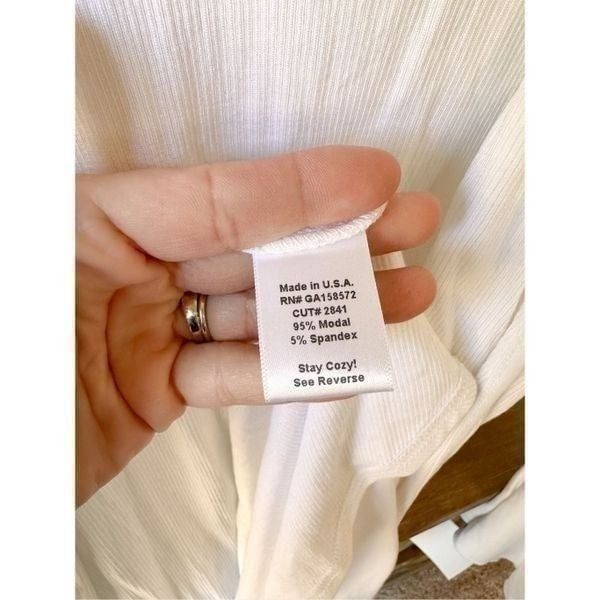 Made in U.S.A.
RN# GA158572
CUT# 2841
95% Modal
5% Spandex
Stay Cozy!
See Reverse